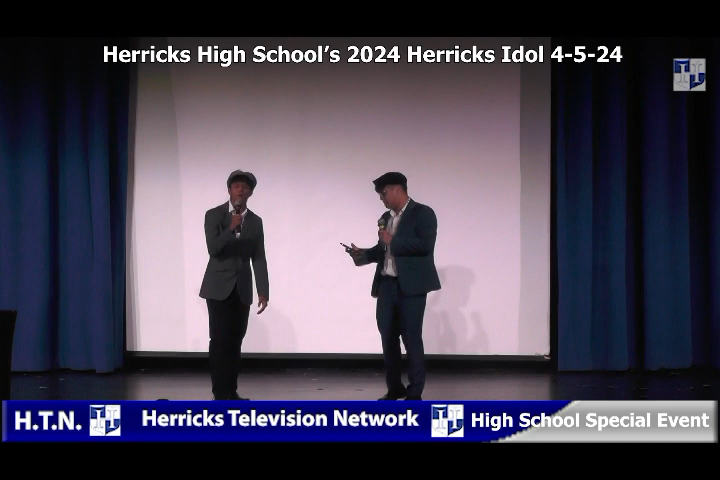 Herricks High School's 2024 Herricks Idol 4-5-24
H
H.T.N. H Herricks Television Network H High School Special Event